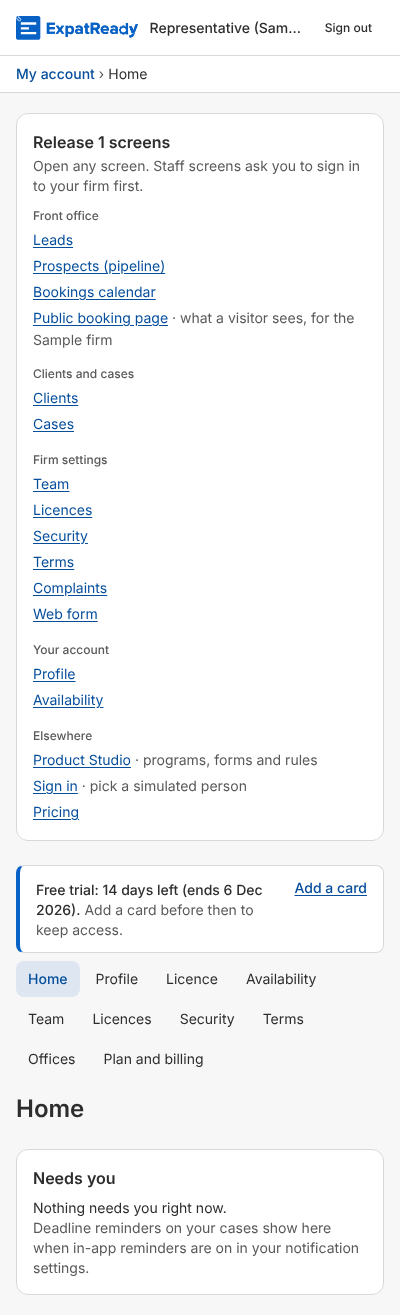 ExpatReady Representative (Sam... Sign out
My account › Home
Release 1 screens
Open any screen. Staff screens ask you to sign in
to your firm first.
Front office
Leads
Prospects (pipeline)
Bookings calendar
Public booking page · what a visitor sees, for the
Sample firm
Clients and cases
Clients
Cases
Firm settings
Team
Licences
Security
Terms
Complaints
Web form
Your account
Profile
Availability
Elsewhere
Product Studio · programs, forms and rules
Sign in · pick a simulated person
Pricing
Free trial: 14 days left (ends 6 Dec Add a card
2026). Add a card before then to
keep access.
Home Profile Licence Availability
Team Licences Security Terms
Offices Plan and billing
Home
Needs you
Nothing needs you right now.
Deadline reminders on your cases show here
when in-app reminders are on in your notification
settings.